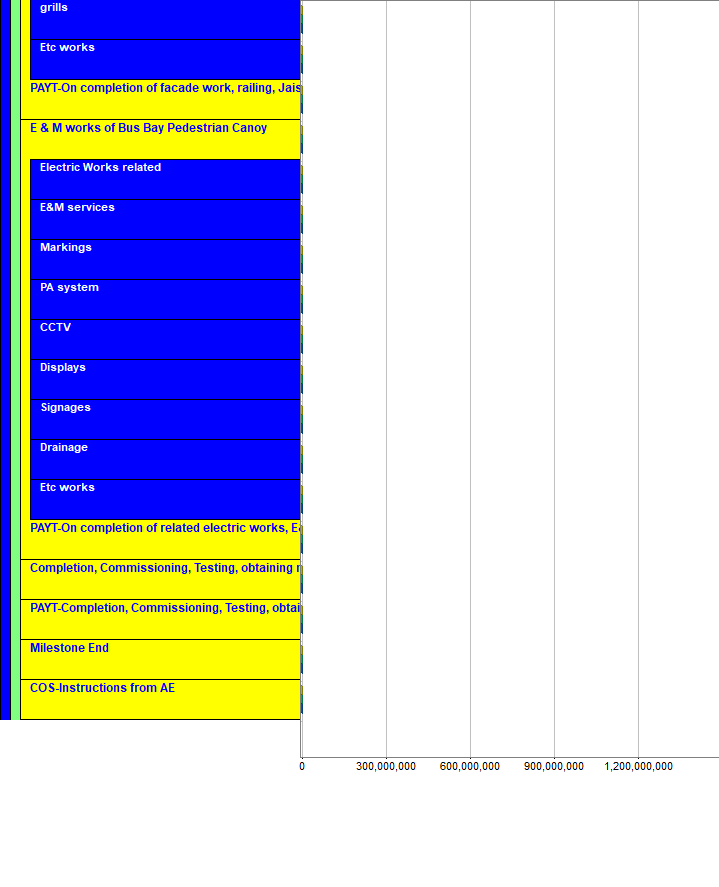 grills
Etc works
PAYT-On completion of facade work, railing, Jais
E & M works of Bus Bay Pedestrian Canoy
Electric Works related
E&M services
Markings
PA system
CCTV
Displays
Signages
Drainage
Etc works
PAYT-On completion of related electric works, E&
Completion, Commissioning, Testing, obtaining
PAYT-Completion, Commissioning, Testing, obtai
Milestone End
COS-Instructions from AE
0 300,000,000 600,000,000 900,000,000 1,200,000,000